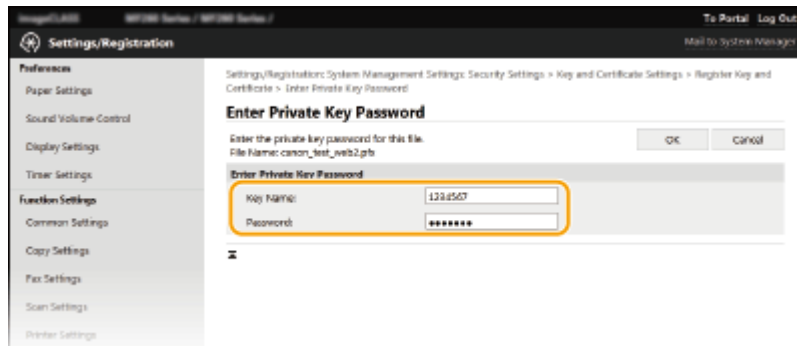 To Portal Log Out
Settings/Registration
Mail to System Manager
Preferences
Paper Settings
Sound Volume Control
Display Settings
Timer Settings
Function Settings
Common Settings
Copy Settings
Fax Settings
Scan Settings
Printer Settings
Settings/Registration: System Management Settings: Security Settings > Key and Certificate Settings > Register Key and
Certificate > Enter Private Key Password
Enter Private Key Password
Enter the private key password for this file.
File Name: canon_test_web2.pfx
OK Cancel
Enter Private Key Password
Key Name: 1234567
Password: •••••••